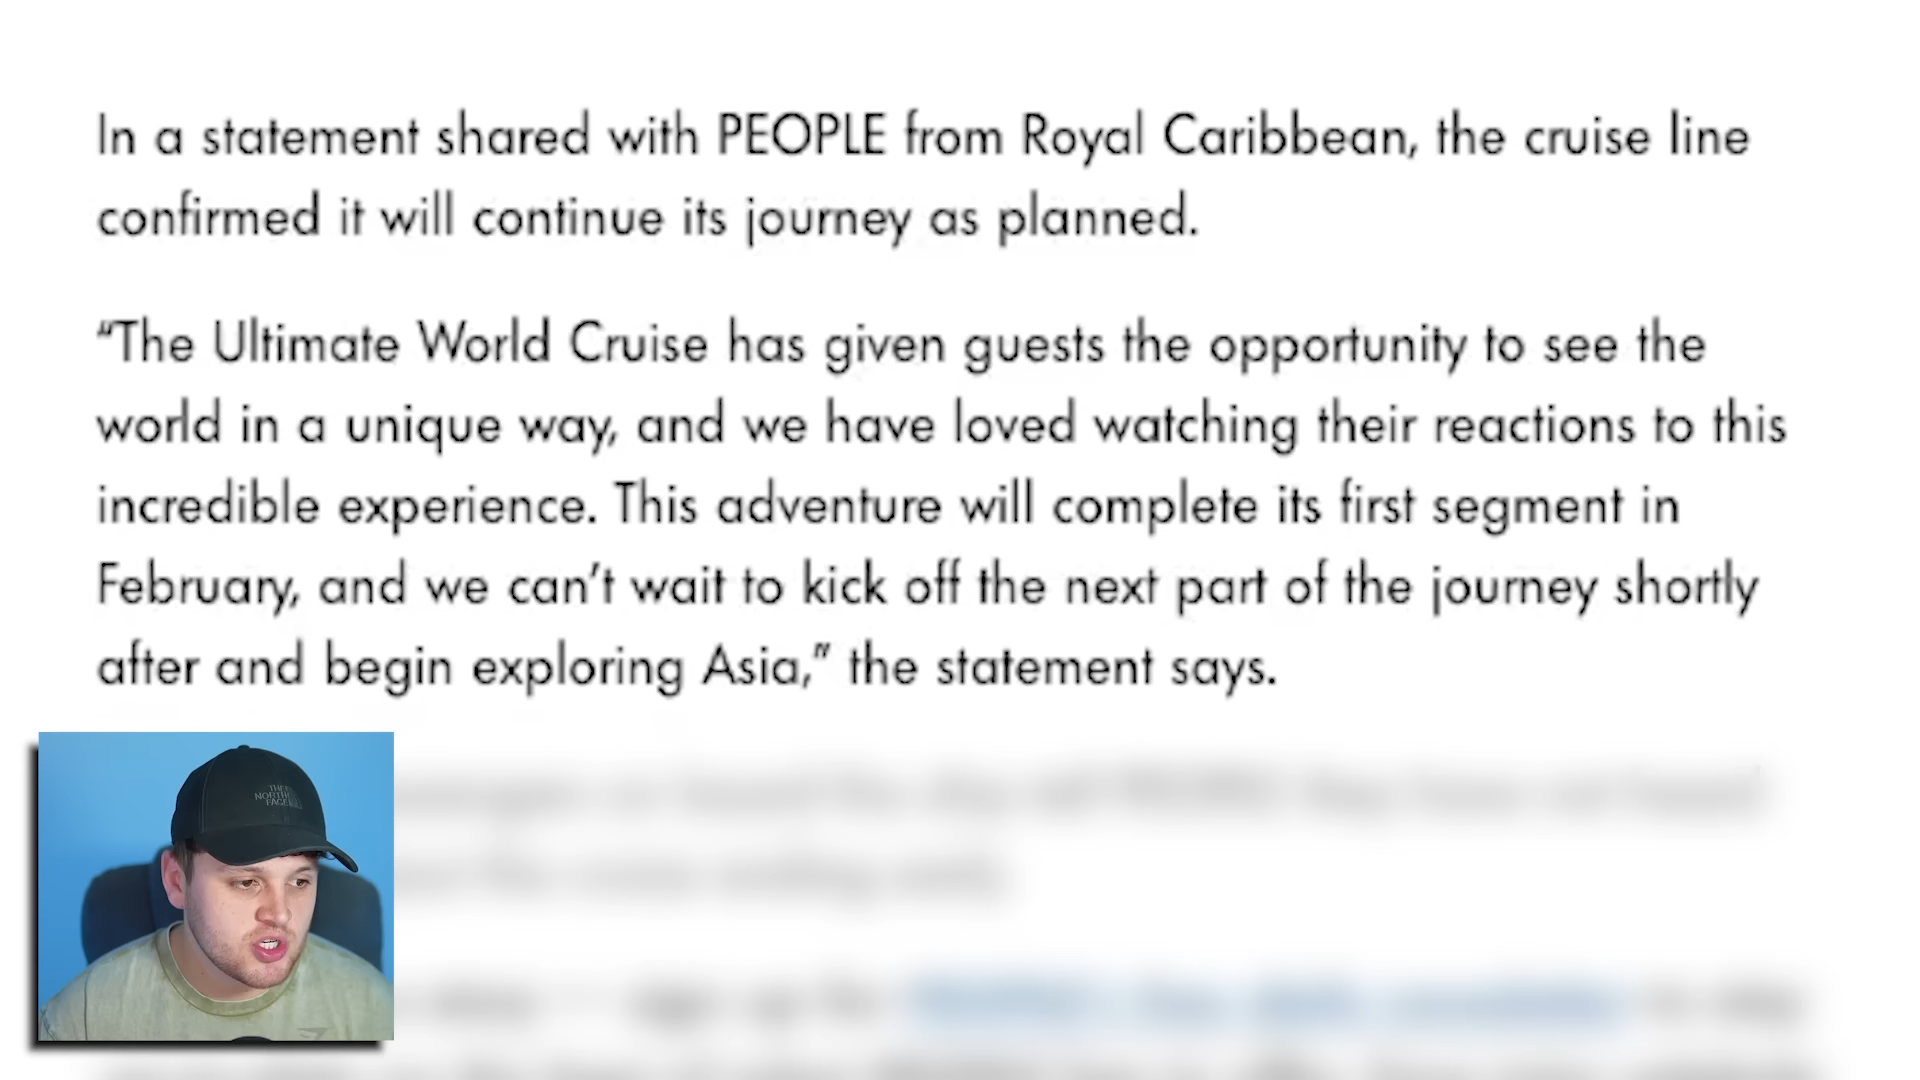 In a statement shared with PEOPLE from Royal Caribbean, the cruise line
confirmed it will continue its journey as planned.
“The Ultimate World Cruise has given guests the opportunity to see the
world in a unique way, and we have loved watching their reactions to this
incredible experience. This adventure will complete its first segment in
February, and we can’t wait to kick off the next part of the journey shortly
after and begin exploring Asia,” the statement says.
THE
NORTH
FACE